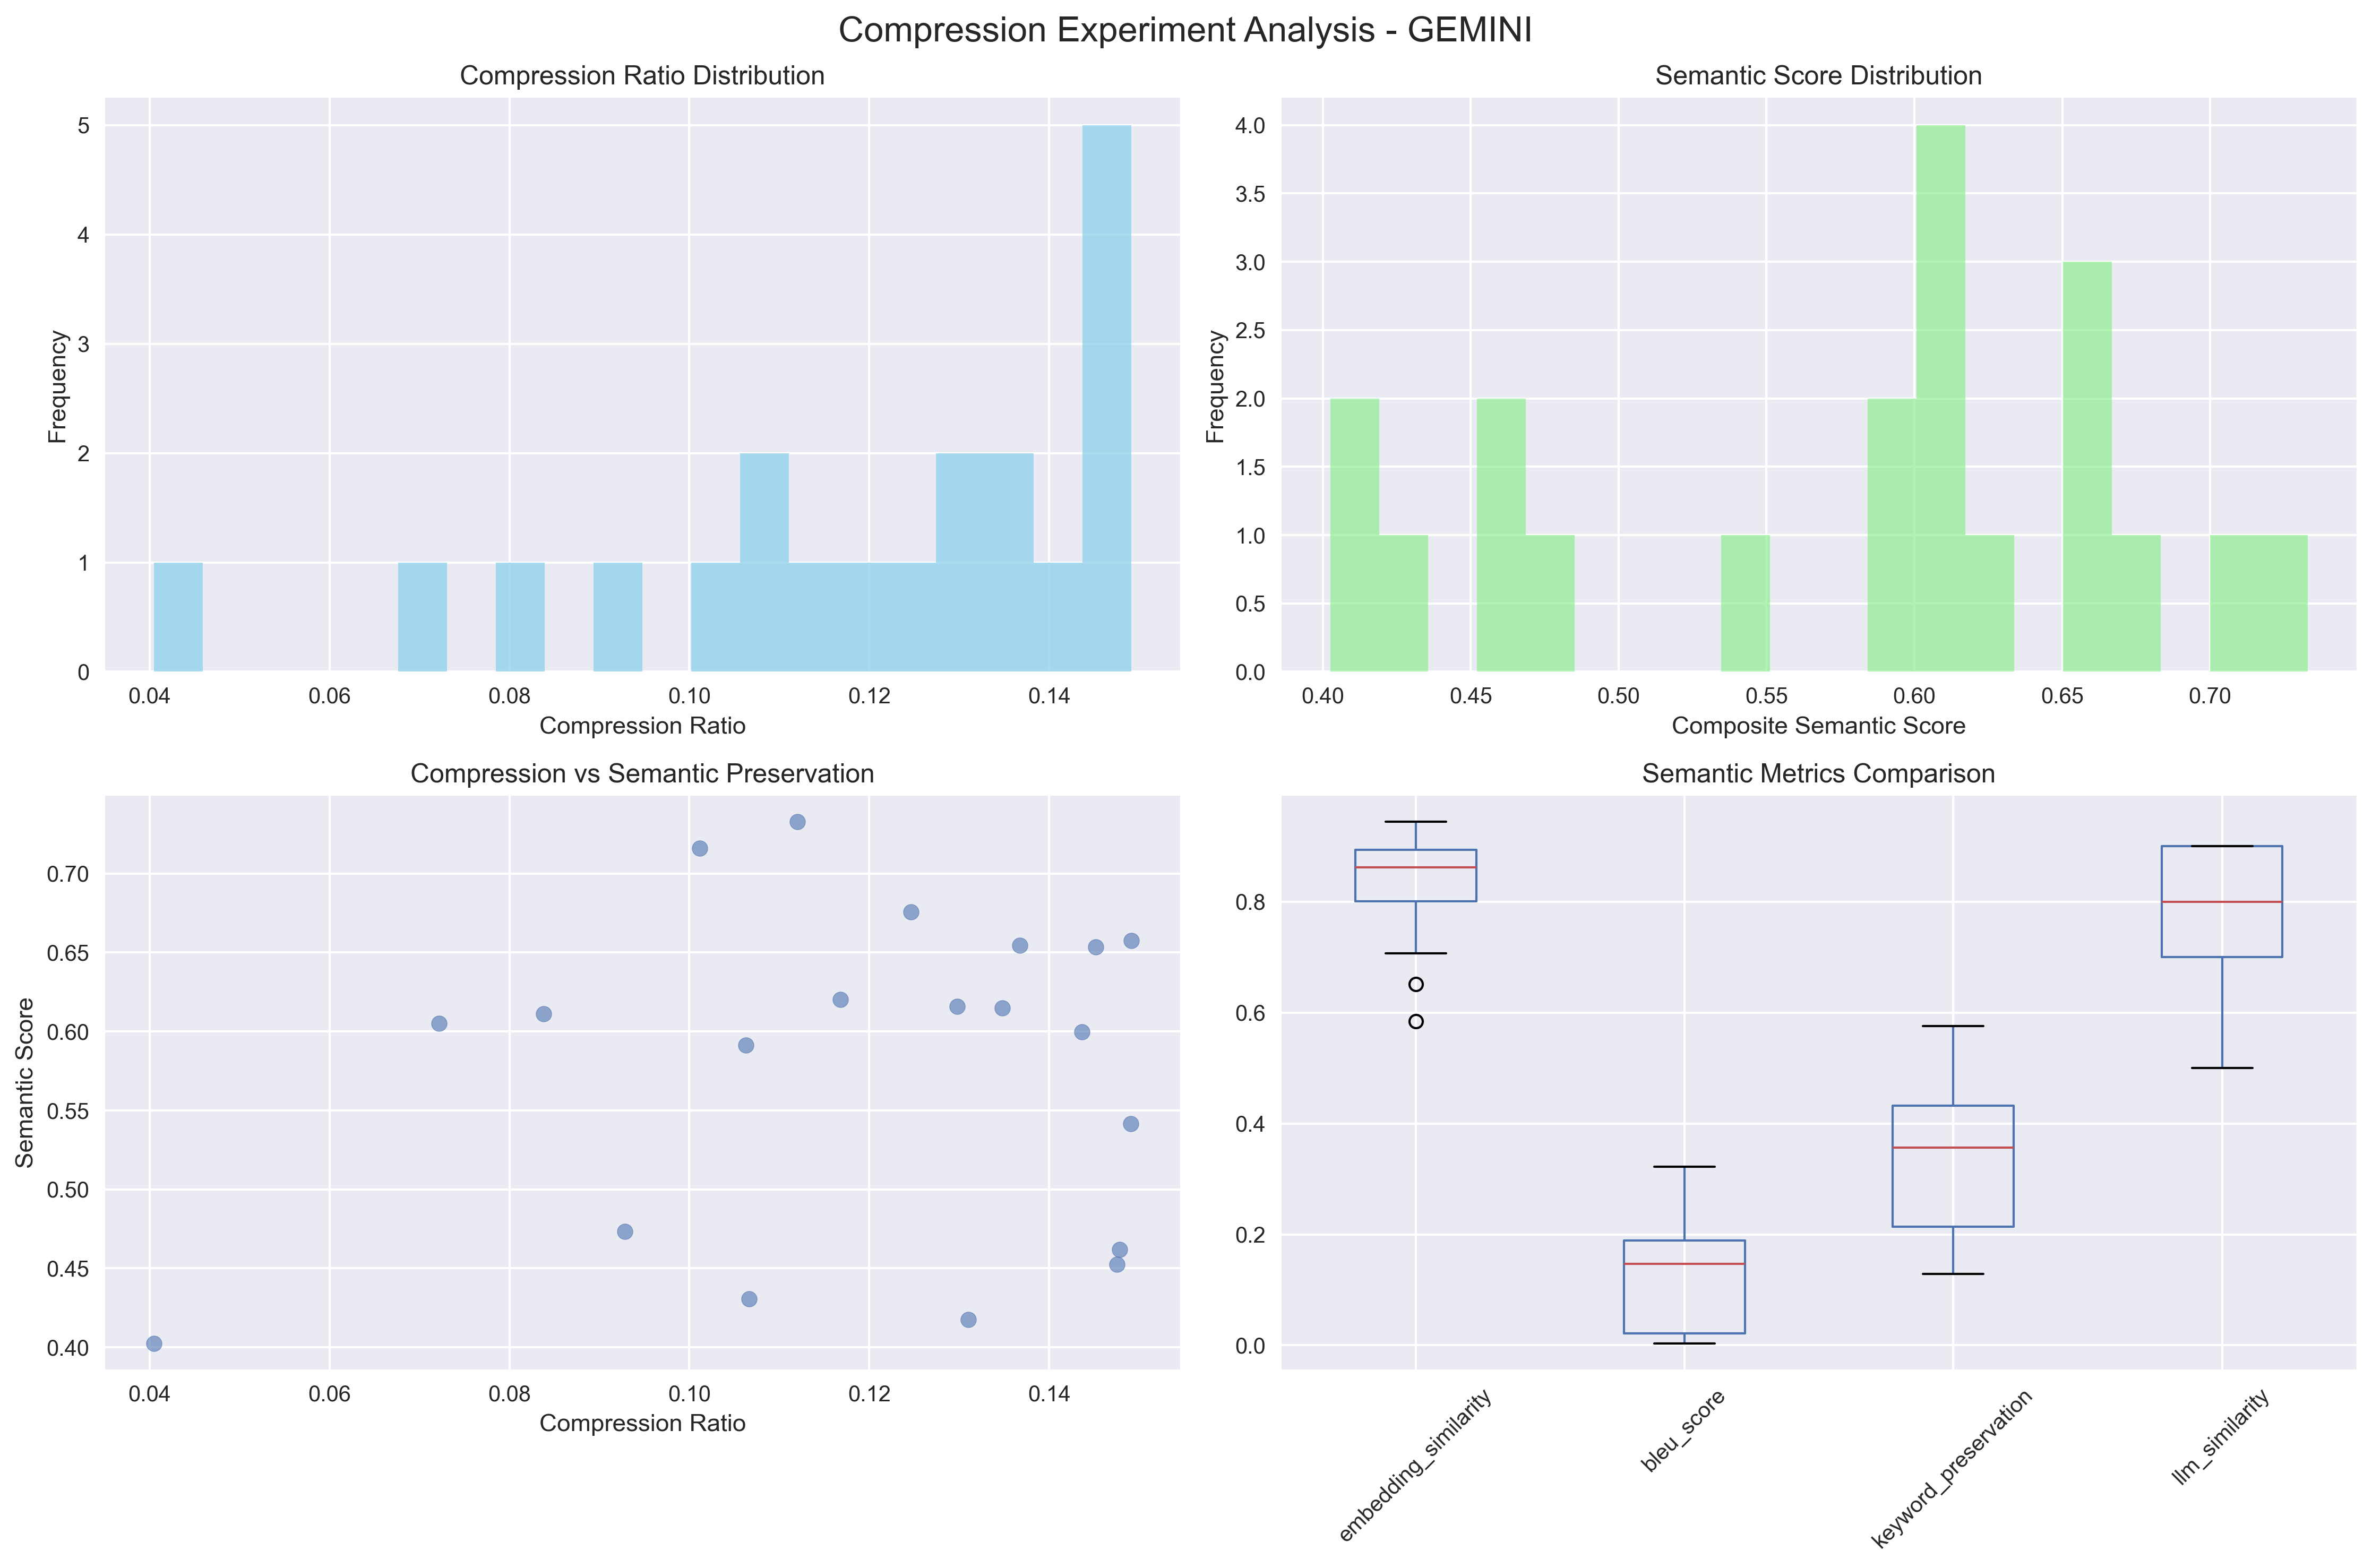 Compression Experiment Analysis - GEMINI
Compression Ratio Distribution
Frequency
5
4
3
2
1
0
0.04 0.06 0.08 0.10 0.12 0.14
Compression Ratio
Semantic Score Distribution
Frequency
4.0
3.5
3.0
2.5
2.0
1.5
1.0
0.5
0.0
0.40 0.45 0.50 0.55 0.60 0.65 0.70
Composite Semantic Score
Compression vs Semantic Preservation
Semantic Score
0.70
0.65
0.60
0.55
0.50
0.45
0.40
0.04 0.06 0.08 0.10 0.12 0.14
Compression Ratio
Semantic Metrics Comparison
0.8
0.6
0.4
0.2
0.0
embedding_similarity
bleu_score
keyword_preservation
llm_similarity